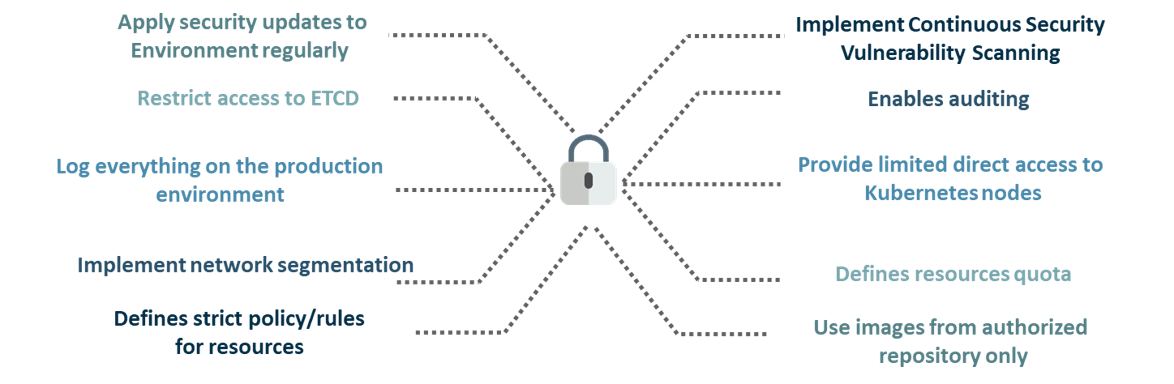 Apply security updates to
Environment regularly
Restrict access to ETCD
Log everything on the production
environment
Implement network segmentation
Defines strict policy/rules
for resources
Implement Continuous Security
Vulnerability Scanning
Enables auditing
Provide limited direct access to
Kubernetes nodes
Defines resources quota
Use images from authorized
repository only